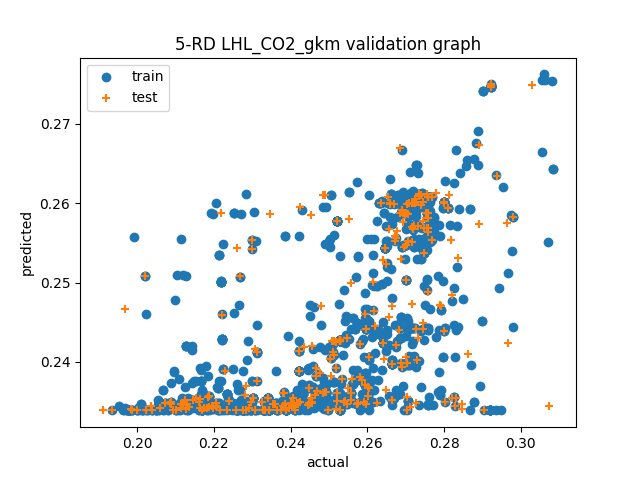 5-RD LHL_CO2_gkm validation graph
train
test
0.27
0.26
0.25
0.24
predicted
0.20 0.22 0.24 0.26 0.28 0.30
actual